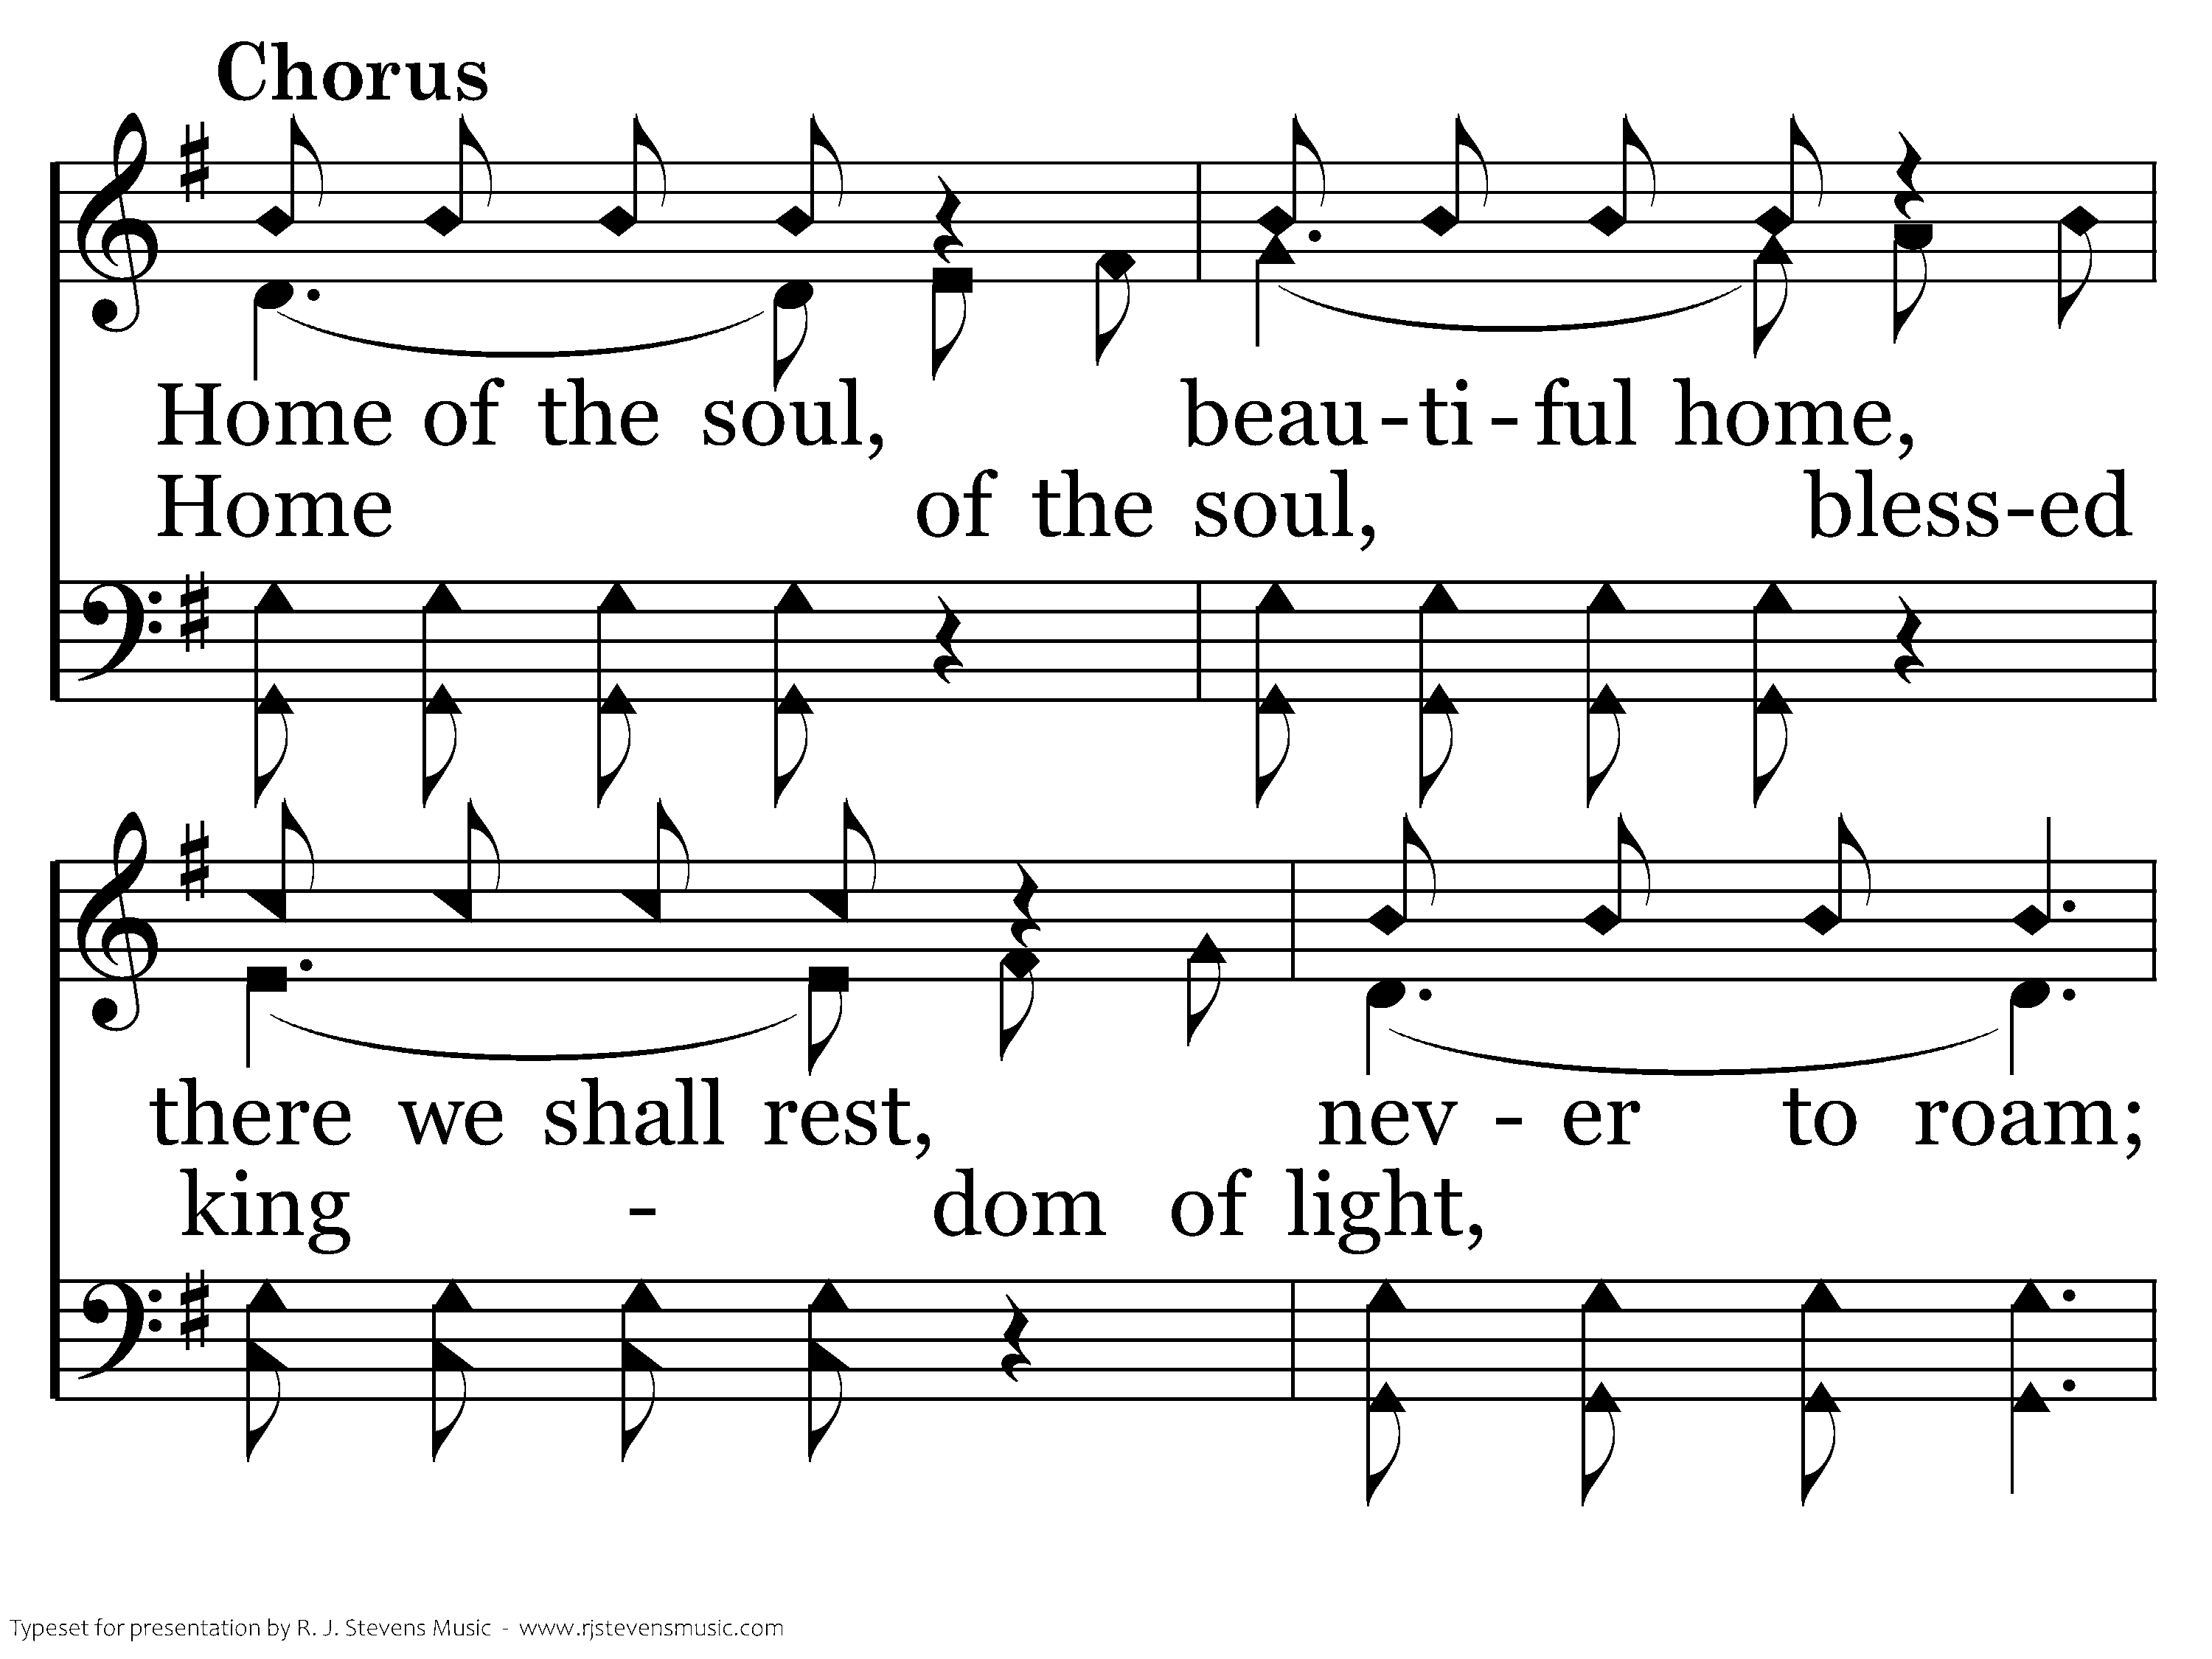 Chorus
Home of the soul, beau - ti - ful home,
Home of the soul, bless-ed
there we shall rest, nev - er to roam;
king - dom of light,
Typeset for presentation by R. J. Stevens Music - www.rjstevensmusic.com